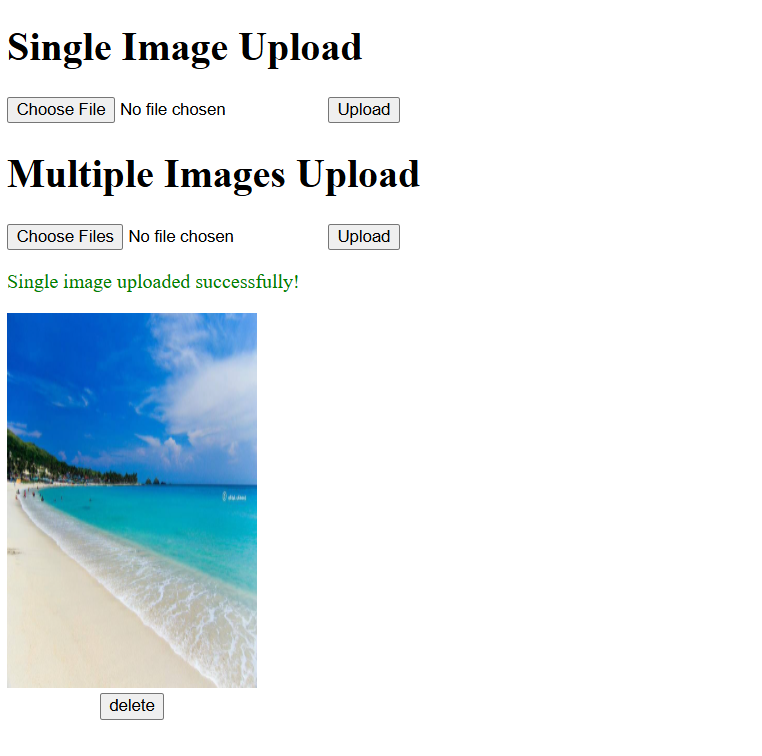 Single Image Upload
Choose File No file chosen Upload
Multiple Images Upload
Choose Files No file chosen Upload
Single image uploaded successfully!
delete